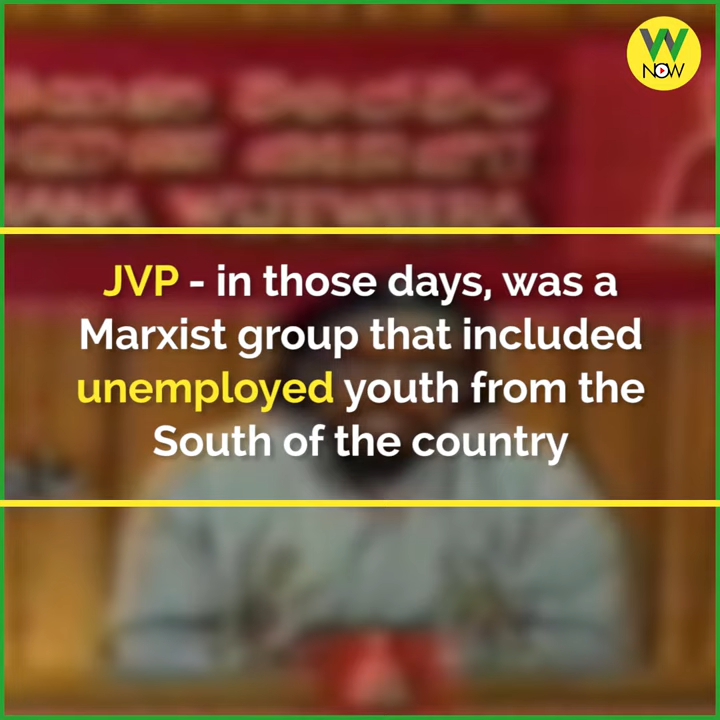 W
NOW
JVP - in those days, was a
Marxist group that included
unemployed youth from the
South of the country